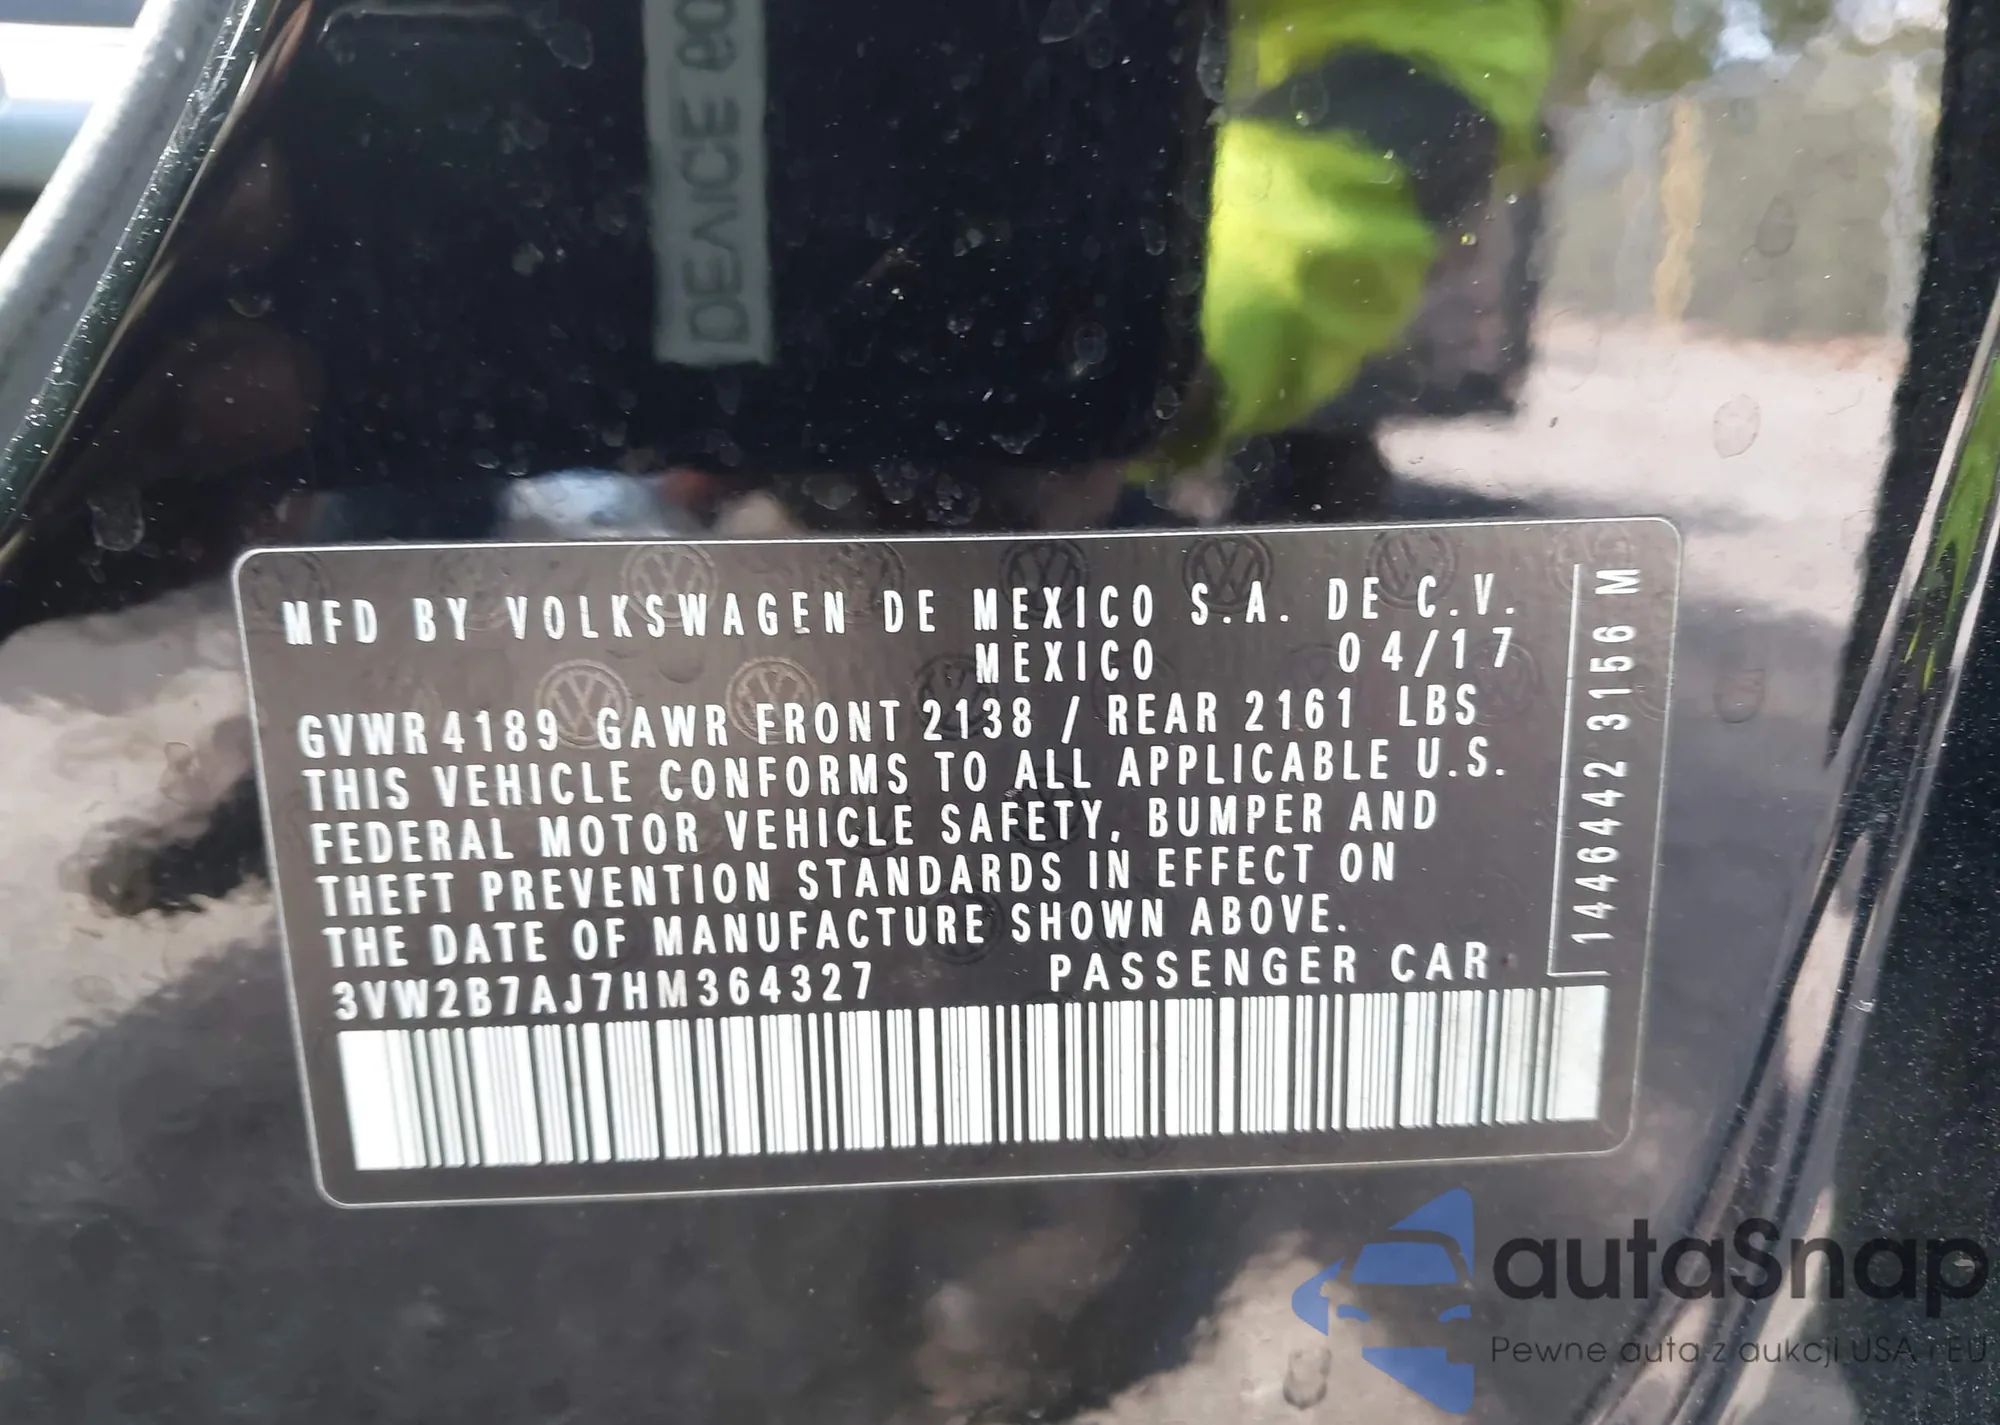 DEVICE
MFD BY VOLKSWAGEN DE MEXICO S.A. DE C.V.
MEXICO 04/17
GVWR 4189 GAWR FRONT 2138 / REAR 2161 LBS
THIS VEHICLE CONFORMS TO ALL APPLICABLE U.S.
FEDERAL MOTOR VEHICLE SAFETY, BUMPER AND
THEFT PREVENTION STANDARDS IN EFFECT ON
THE DATE OF MANUFACTURE SHOWN ABOVE.
3VW2B7AJ7HM364327 PASSENGER CAR
1446442 3156 M
autaSnap
Pewne auta z aukcji USA i EU